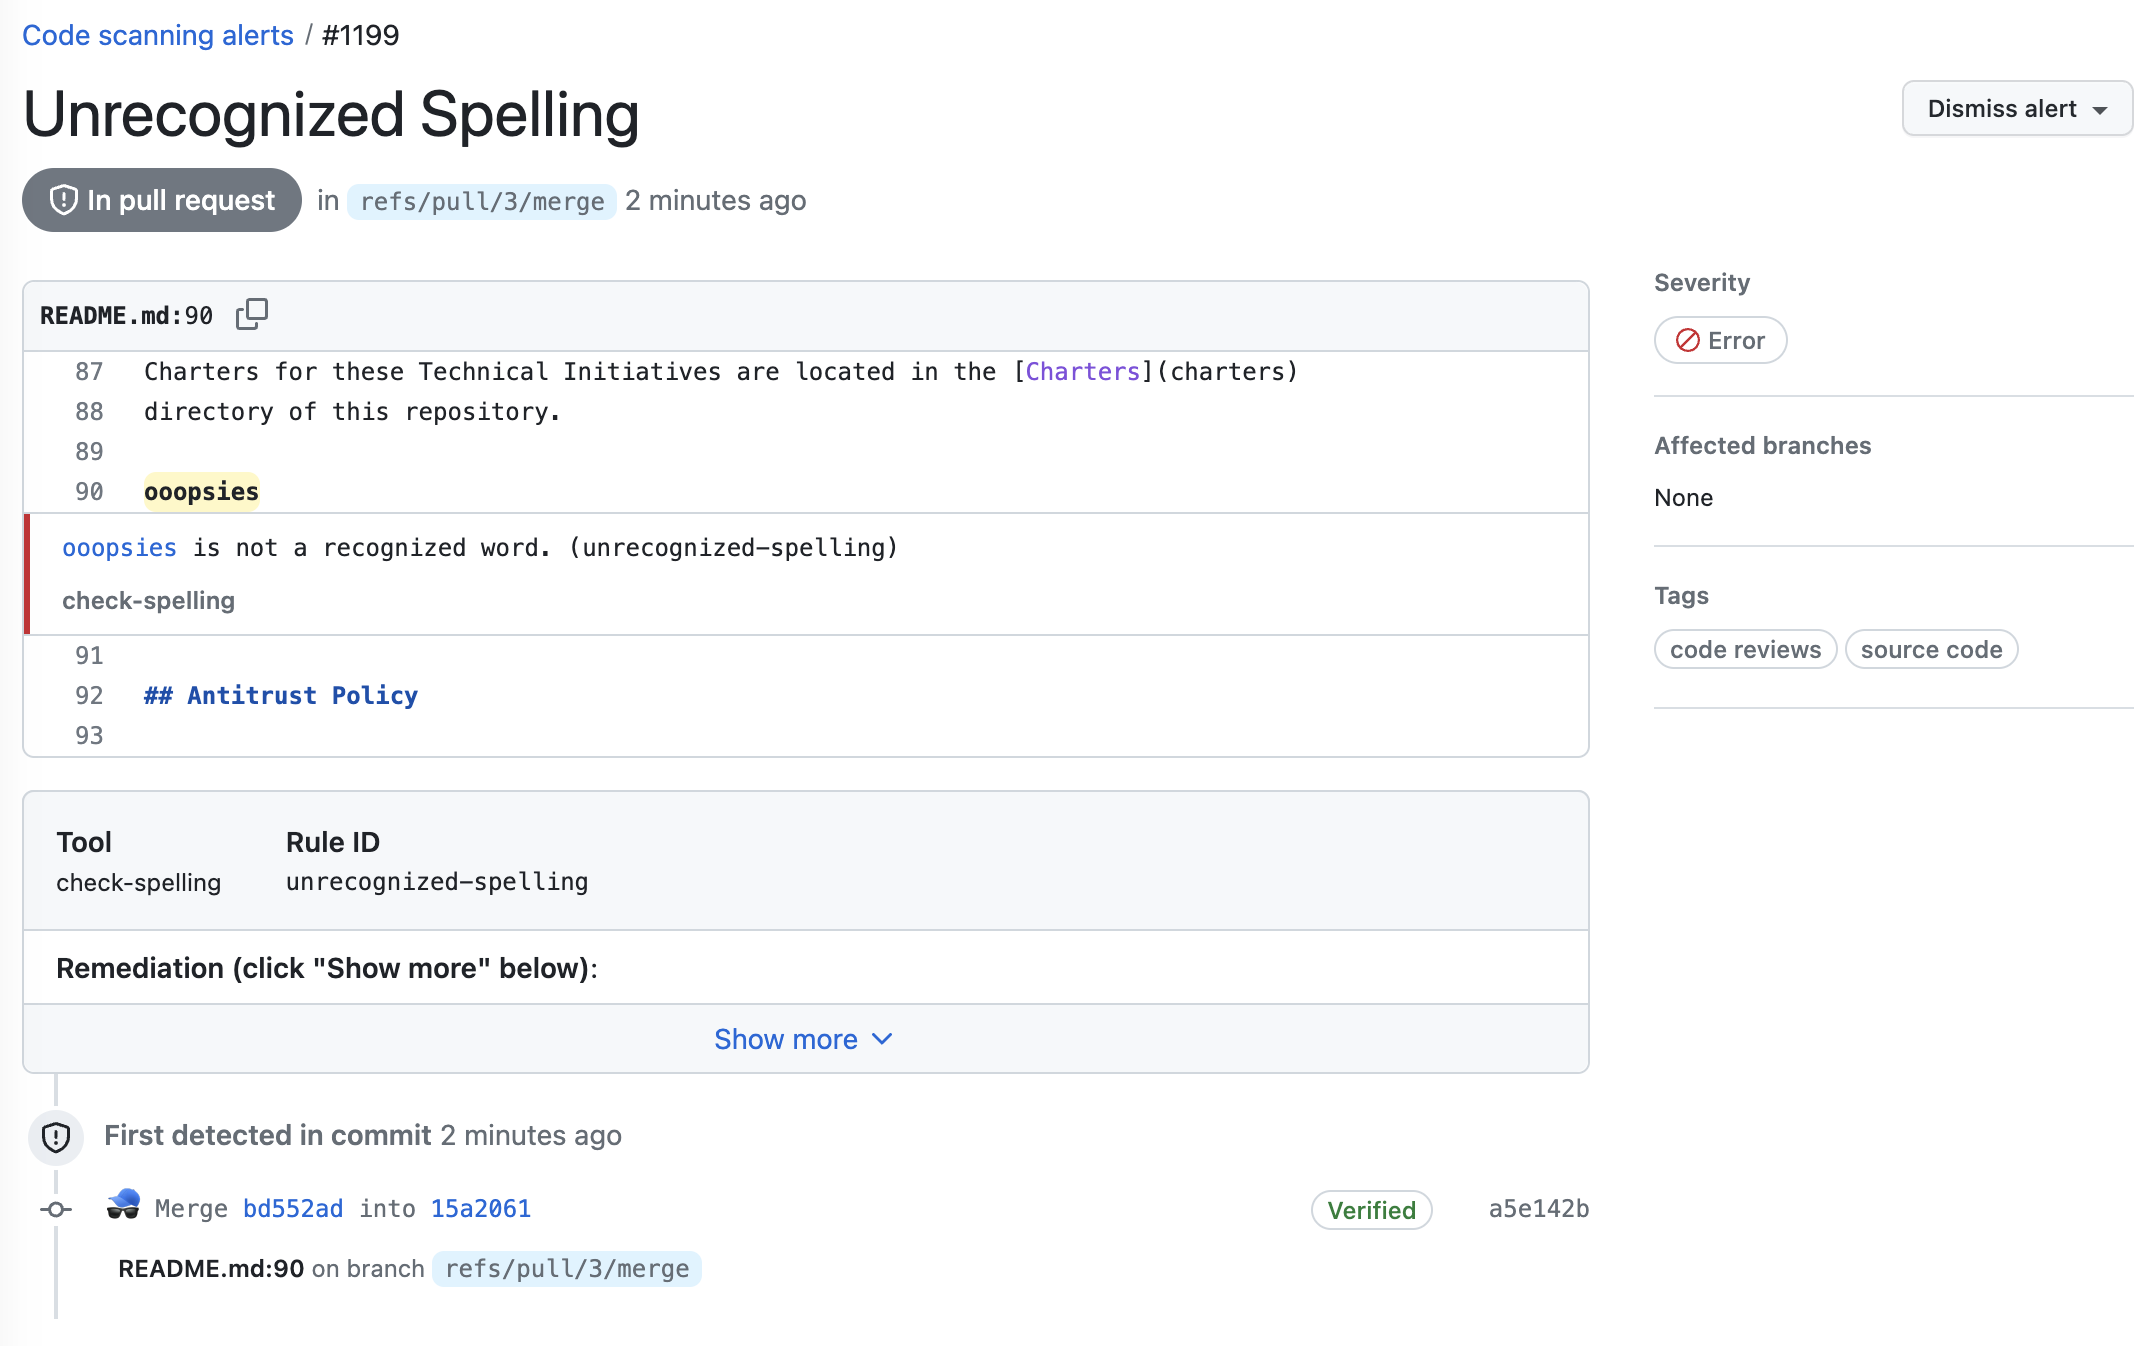 Code scanning alerts / #1199
Unrecognized Spelling
Dismiss alert
In pull request in refs/pull/3/merge 2 minutes ago
README.md:90
87 Charters for these Technical Initiatives are located in the [Charters](charters)
88 directory of this repository.
89
90 ooopsies
ooopsies is not a recognized word. (unrecognized-spelling)
check-spelling
91
92 ## Antitrust Policy
93
Severity
Error
Affected branches
None
Tags
code reviews source code
Tool Rule ID
check-spelling unrecognized-spelling
Remediation (click "Show more" below):
Show more
First detected in commit 2 minutes ago
Merge bd552ad into 15a2061 Verified a5e142b
README.md:90 on branch refs/pull/3/merge